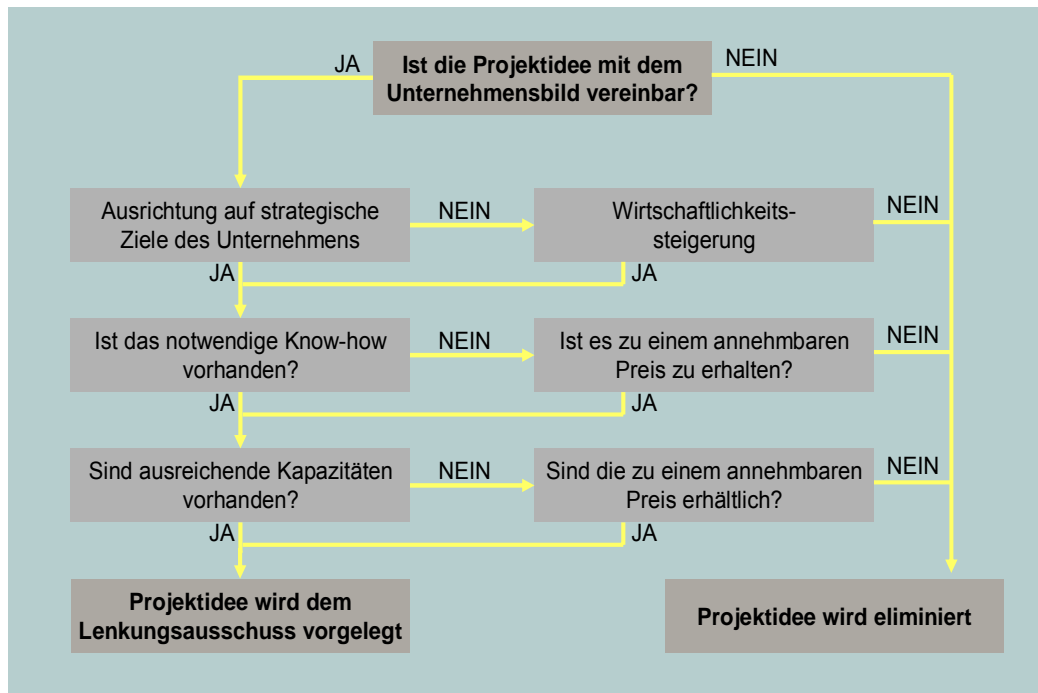 JA
Ist die Projektidee mit dem
Unternehmensbild vereinbar?
NEIN
Ausrichtung auf strategische
Ziele des Unternehmens
NEIN
Wirtschaftlichkeits-
steigerung
NEIN
JA
JA
Ist das notwendige Know-how
vorhanden?
NEIN
Ist es zu einem annehmbaren
Preis zu erhalten?
NEIN
JA
JA
Sind ausreichende Kapazitäten
vorhanden?
NEIN
Sind die zu einem annehmbaren
Preis erhältlich?
NEIN
JA
JA
Projektidee wird dem
Lenkungsausschuss vorgelegt
Projektidee wird eliminiert